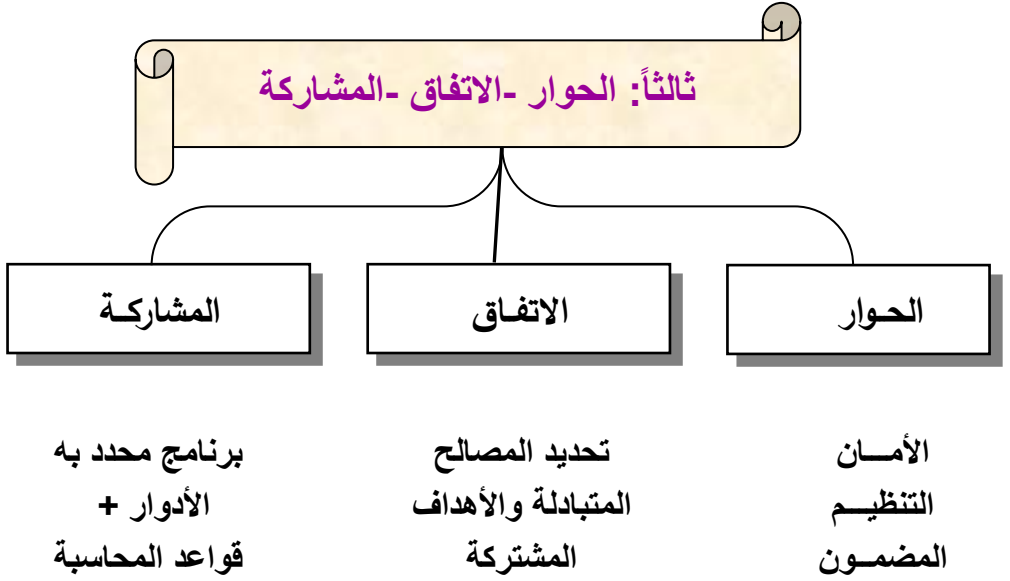 ثالثاً: الحوار -الاتفاق -المشاركة
الحـوار
الاتفـاق
المشاركـة
الأمـــان
التنظيــم
المضمــون
تحديد المصالح
المتبادلة والأهداف
المشتركة
برنامج محدد به
الأدوار +
قواعد المحاسبة